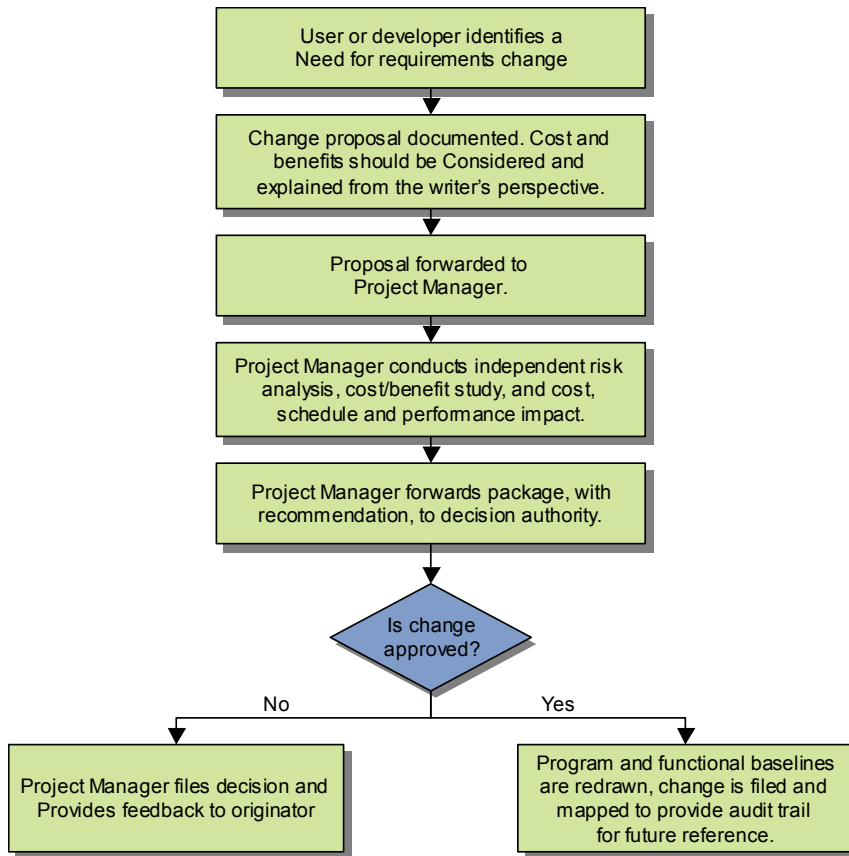 User or developer identifies a
Need for requirements change
Change proposal documented. Cost and
benefits should be Considered and
explained from the writer's perspective.
Proposal forwarded to
Project Manager.
Project Manager conducts independent risk
analysis, cost/benefit study, and cost,
schedule and performance impact.
Project Manager forwards package, with
recommendation, to decision authority.
Is change
approved?
No
Yes
Project Manager files decision and
Provides feedback to originator
Program and functional baselines
are redrawn, change is filed and
mapped to provide audit trail
for future reference.